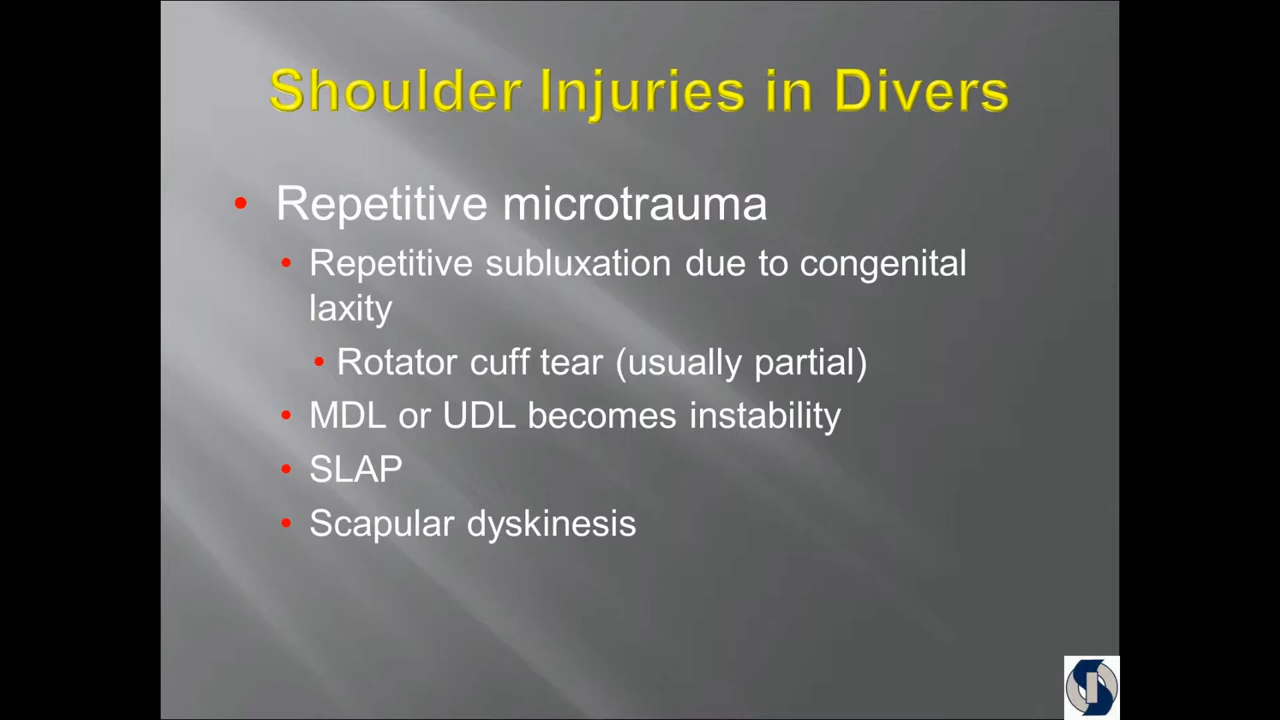 Shoulder Injuries in Divers
• Repetitive microtrauma
• Repetitive subluxation due to congenital
laxity
• Rotator cuff tear (usually partial)
• MDL or UDL becomes instability
• SLAP
• Scapular dyskinesis